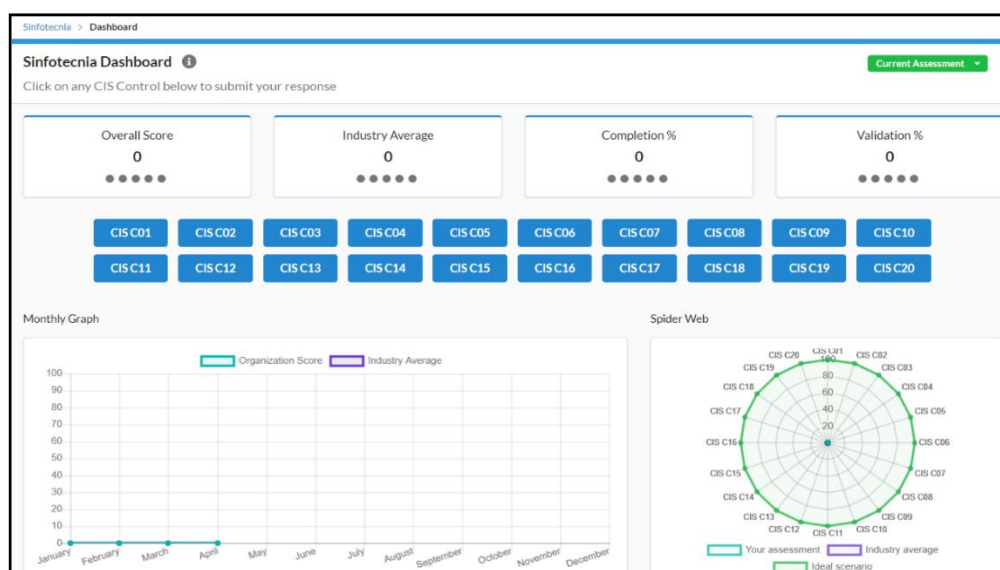 Sinfotecnia > Dashboard
Sinfotecnia Dashboard
Current Assessment
Click on any CIS Control below to submit your response
Overall Score
0
Industry Average
0
Completion %
0
Validation %
0
CIS C01 CIS C02 CIS C03 CIS C04 CIS C05 CIS C06 CIS C07 CIS C08 CIS C09 CIS C10
CIS C11 CIS C12 CIS C13 CIS C14 CIS C15 CIS C16 CIS C17 CIS C18 CIS C19 CIS C20
Monthly Graph
Organization Score Industry Average
100
90
80
70
60
50
40
30
20
10
0
January February March April May June July August September October November December
Spider Web
CIS C01
CIS C02
CIS C03
CIS C04
CIS C05
CIS C06
CIS C07
CIS C08
CIS C09
CIS C10
CIS C11
CIS C12
CIS C13
CIS C14
CIS C15
CIS C16
CIS C17
CIS C18
CIS C19
CIS C20
100
80
60
40
20
Your assessment Industry average
Ideal scenario